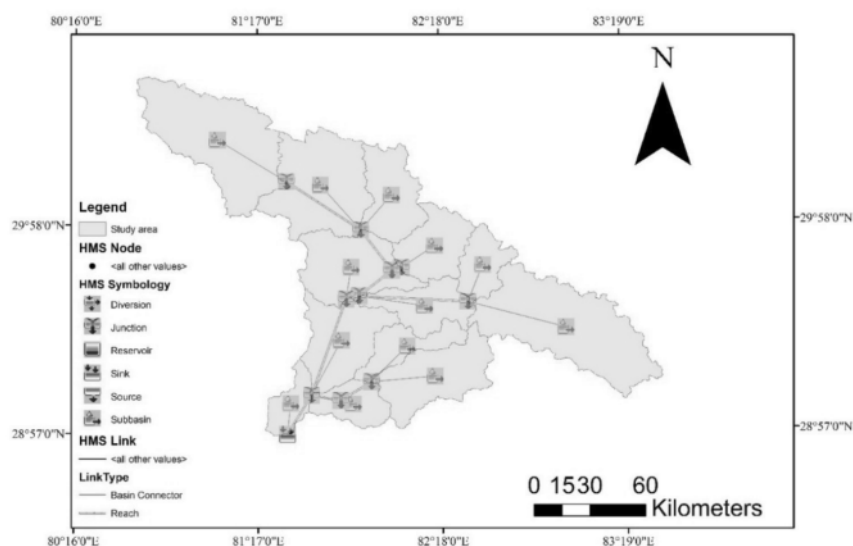 80°16'0"E 81°17'0"E 82°18'0"E 83°19'0"E
N
29°58'0"N 29°58'0"N
Legend
Study area
HMS Node
<all other values>
HMS Symbology
Diversion
Junction
Reservoir
Sink
Source
Subbasin
HMS Link
<all other values>
LinkType
Basin Connector
Reach
28°57'0"N 28°57'0"N
0 1530 60
Kilometers
80°16'0"E 81°17'0"E 82°18'0"E 83°19'0"E